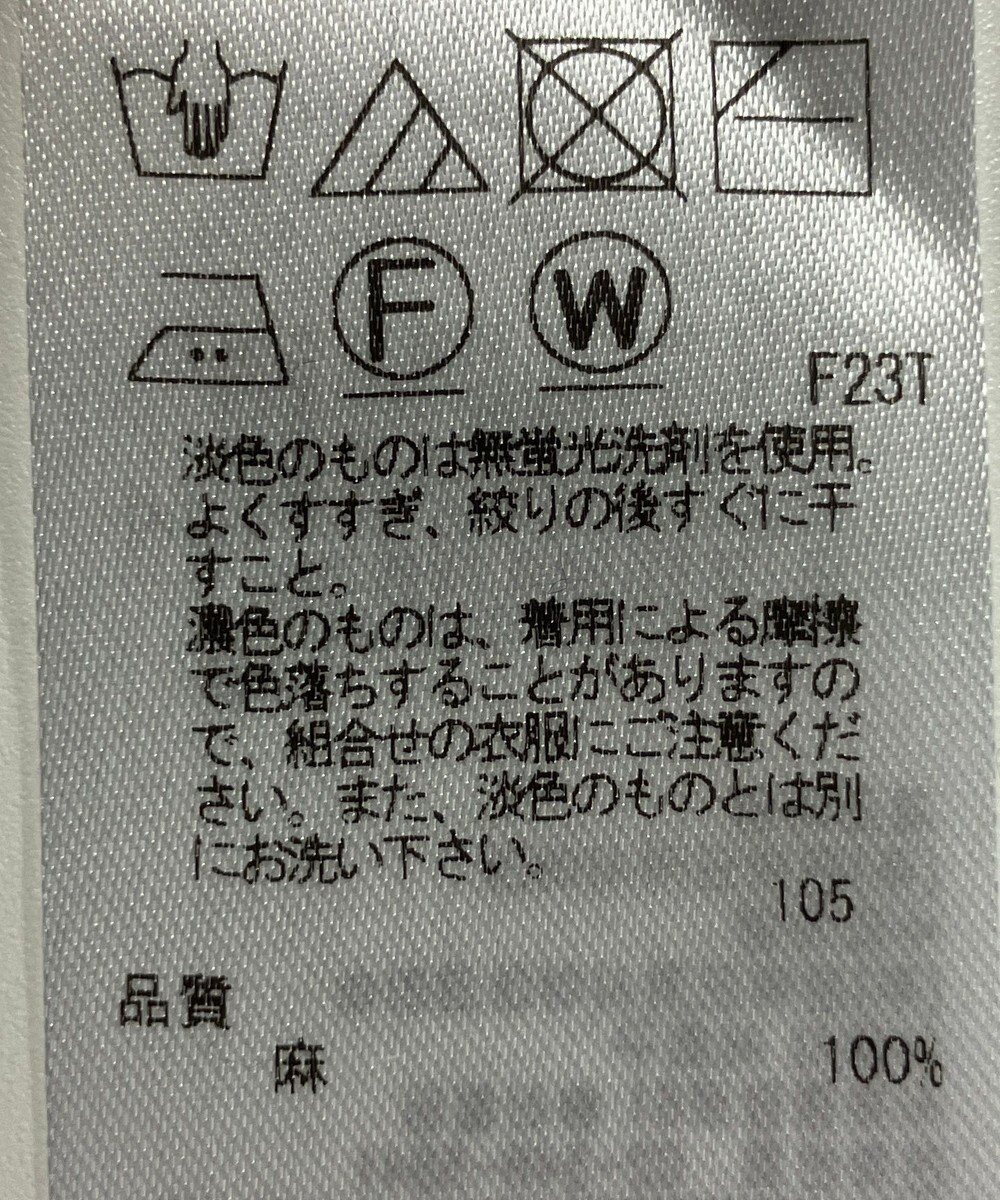 F W
F23T
淡色のものは無蛍光洗剤を使用。
よくすすぎ、絞りの後すぐに干
すこと。
濃色のものは、着用による摩擦
で色落ちすることがありますの
で、組合せの衣服にご注意くだ
さい。また、淡色のものとは別
にお洗い下さい。
105
品質
麻 100%